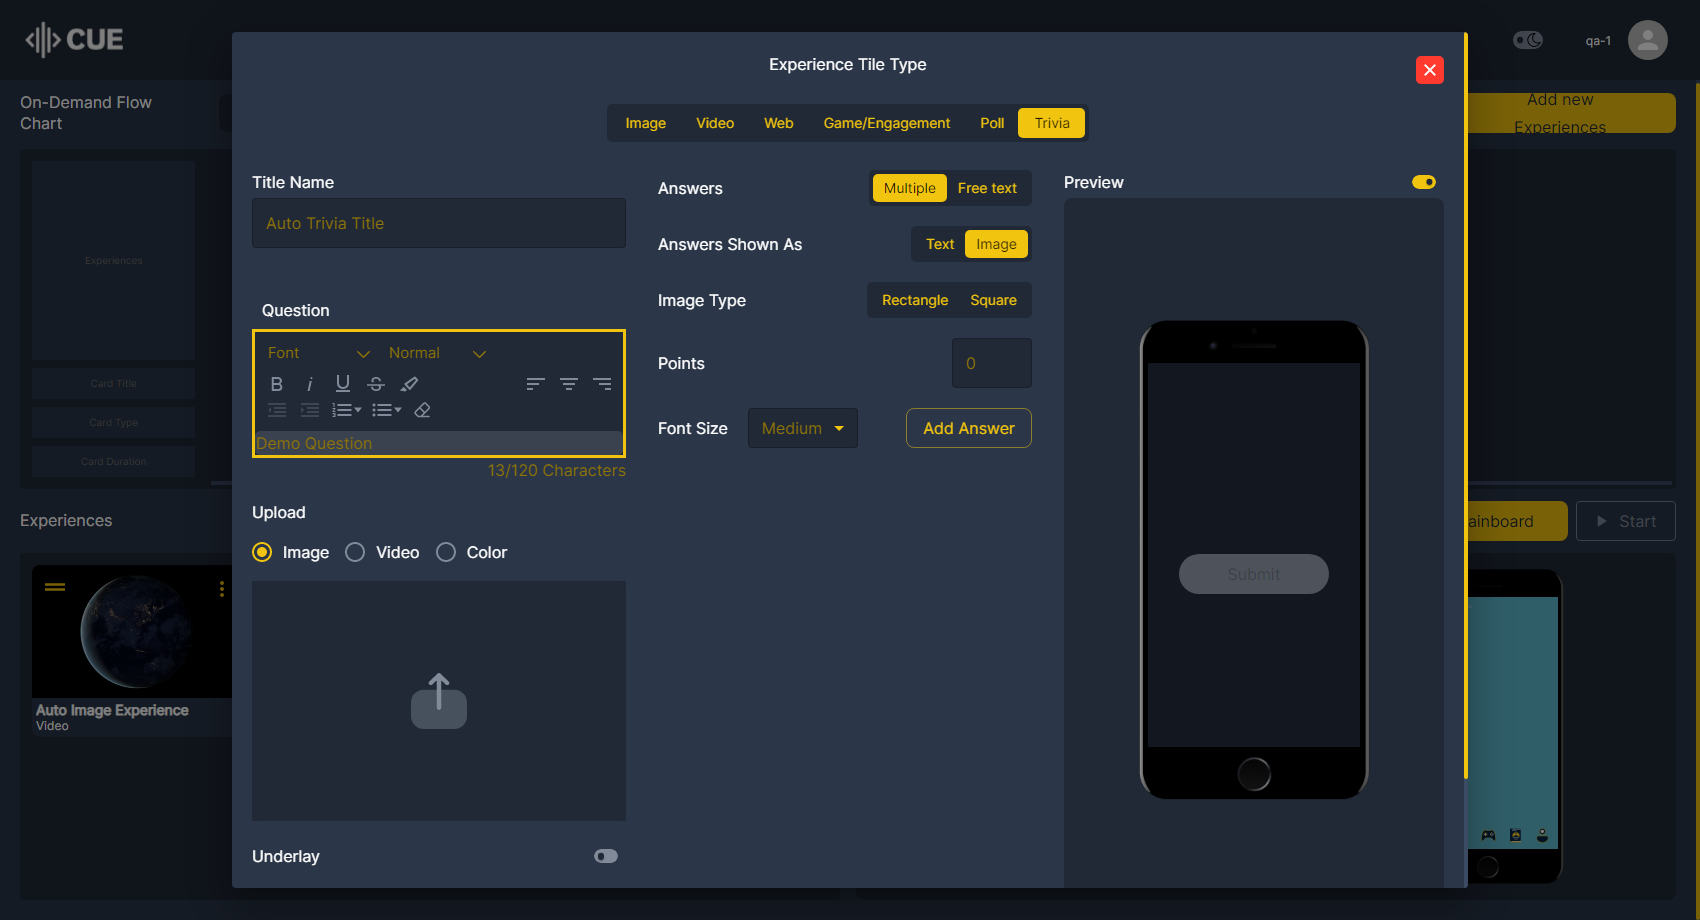 CUE
qa-1
On-Demand Flow
Chart
Add new
Experiences
Experiences
Card Title
Card Type
Card Duration
Experiences
Auto Image Experience
Video
ainboard
Start
Experience Tile Type
Image Video Web Game/Engagement Poll Trivia
Title Name
Auto Trivia Title
Question
Font Normal
B i U S
Demo Question
13/120 Characters
Upload
Image Video Color
Underlay
Answers Multiple Free text
Answers Shown As Text Image
Image Type Rectangle Square
Points 0
Font Size Medium Add Answer
Preview
Submit